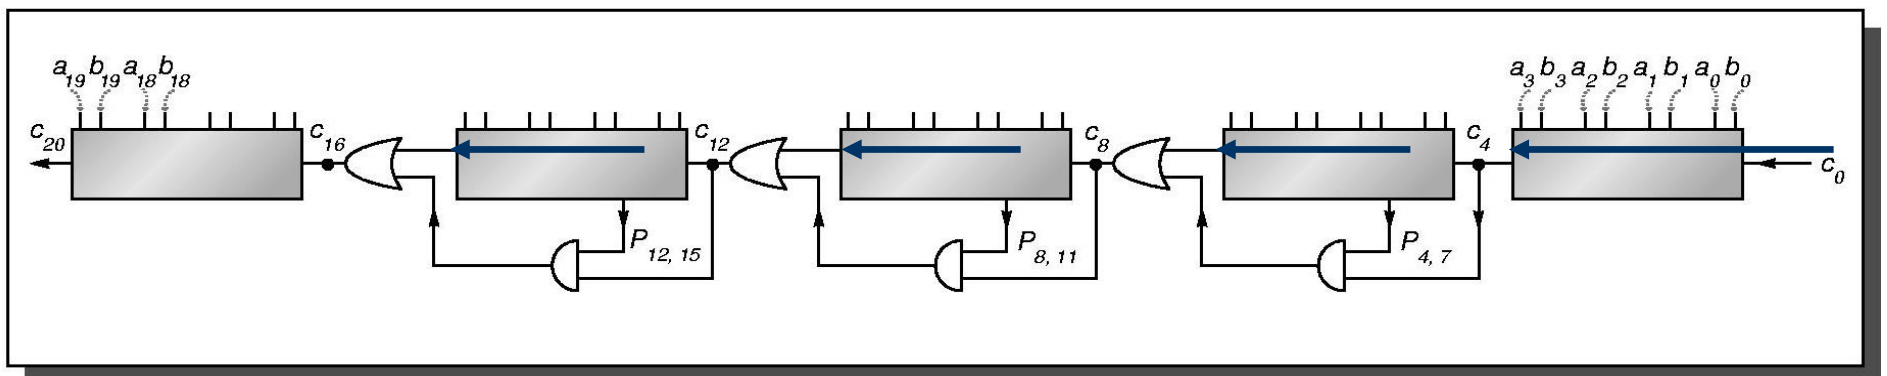 a19 b19 a18 b18
a3 b3 a2 b2 a1 b1 a0 b0
c20 c16 c12 c8 c4 c0
P12, 15 P8, 11 P4, 7